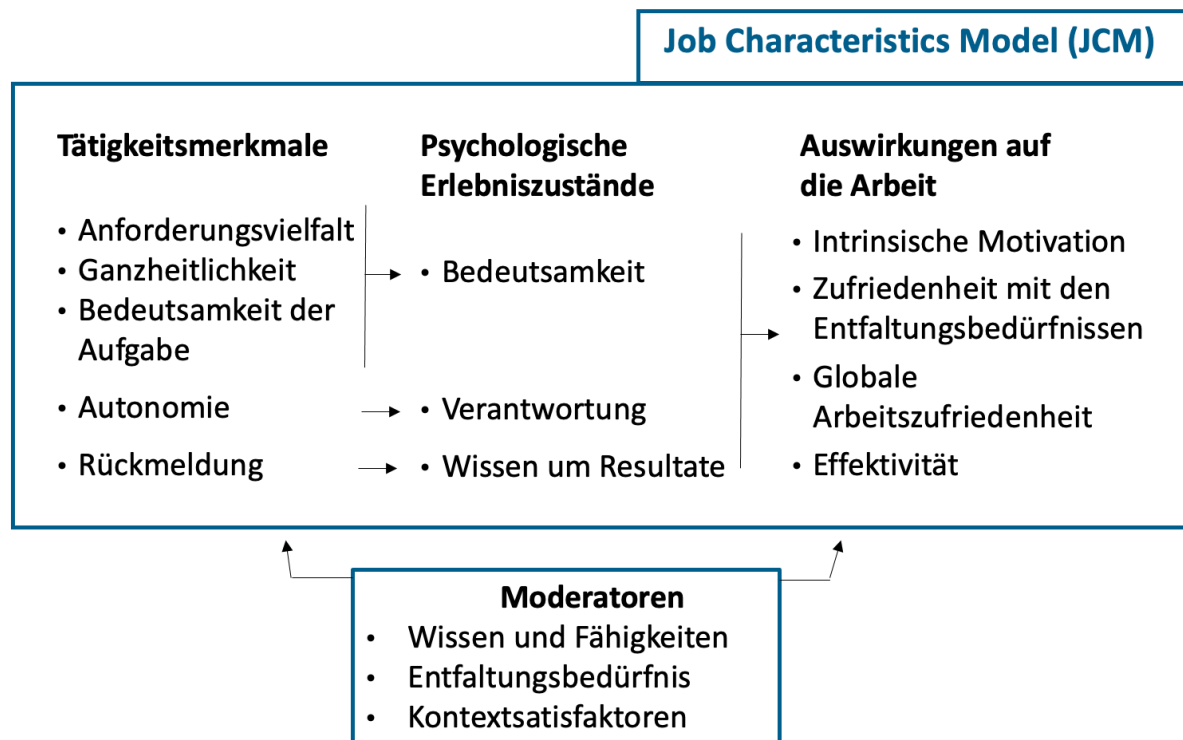 Job Characteristics Model (JCM)
Tätigkeitsmerkmale
• Anforderungsvielfalt
• Ganzheitlichkeit
• Bedeutsamkeit der
Aufgabe
• Autonomie
• Rückmeldung
Psychologische
Erlebniszustände
• Bedeutsamkeit
• Verantwortung
• Wissen um Resultate
Auswirkungen auf
die Arbeit
• Intrinsische Motivation
• Zufriedenheit mit den
Entfaltungsbedürfnissen
• Globale
Arbeitszufriedenheit
• Effektivität
Moderatoren
• Wissen und Fähigkeiten
• Entfaltungsbedürfnis
• Kontextsatisfaktoren